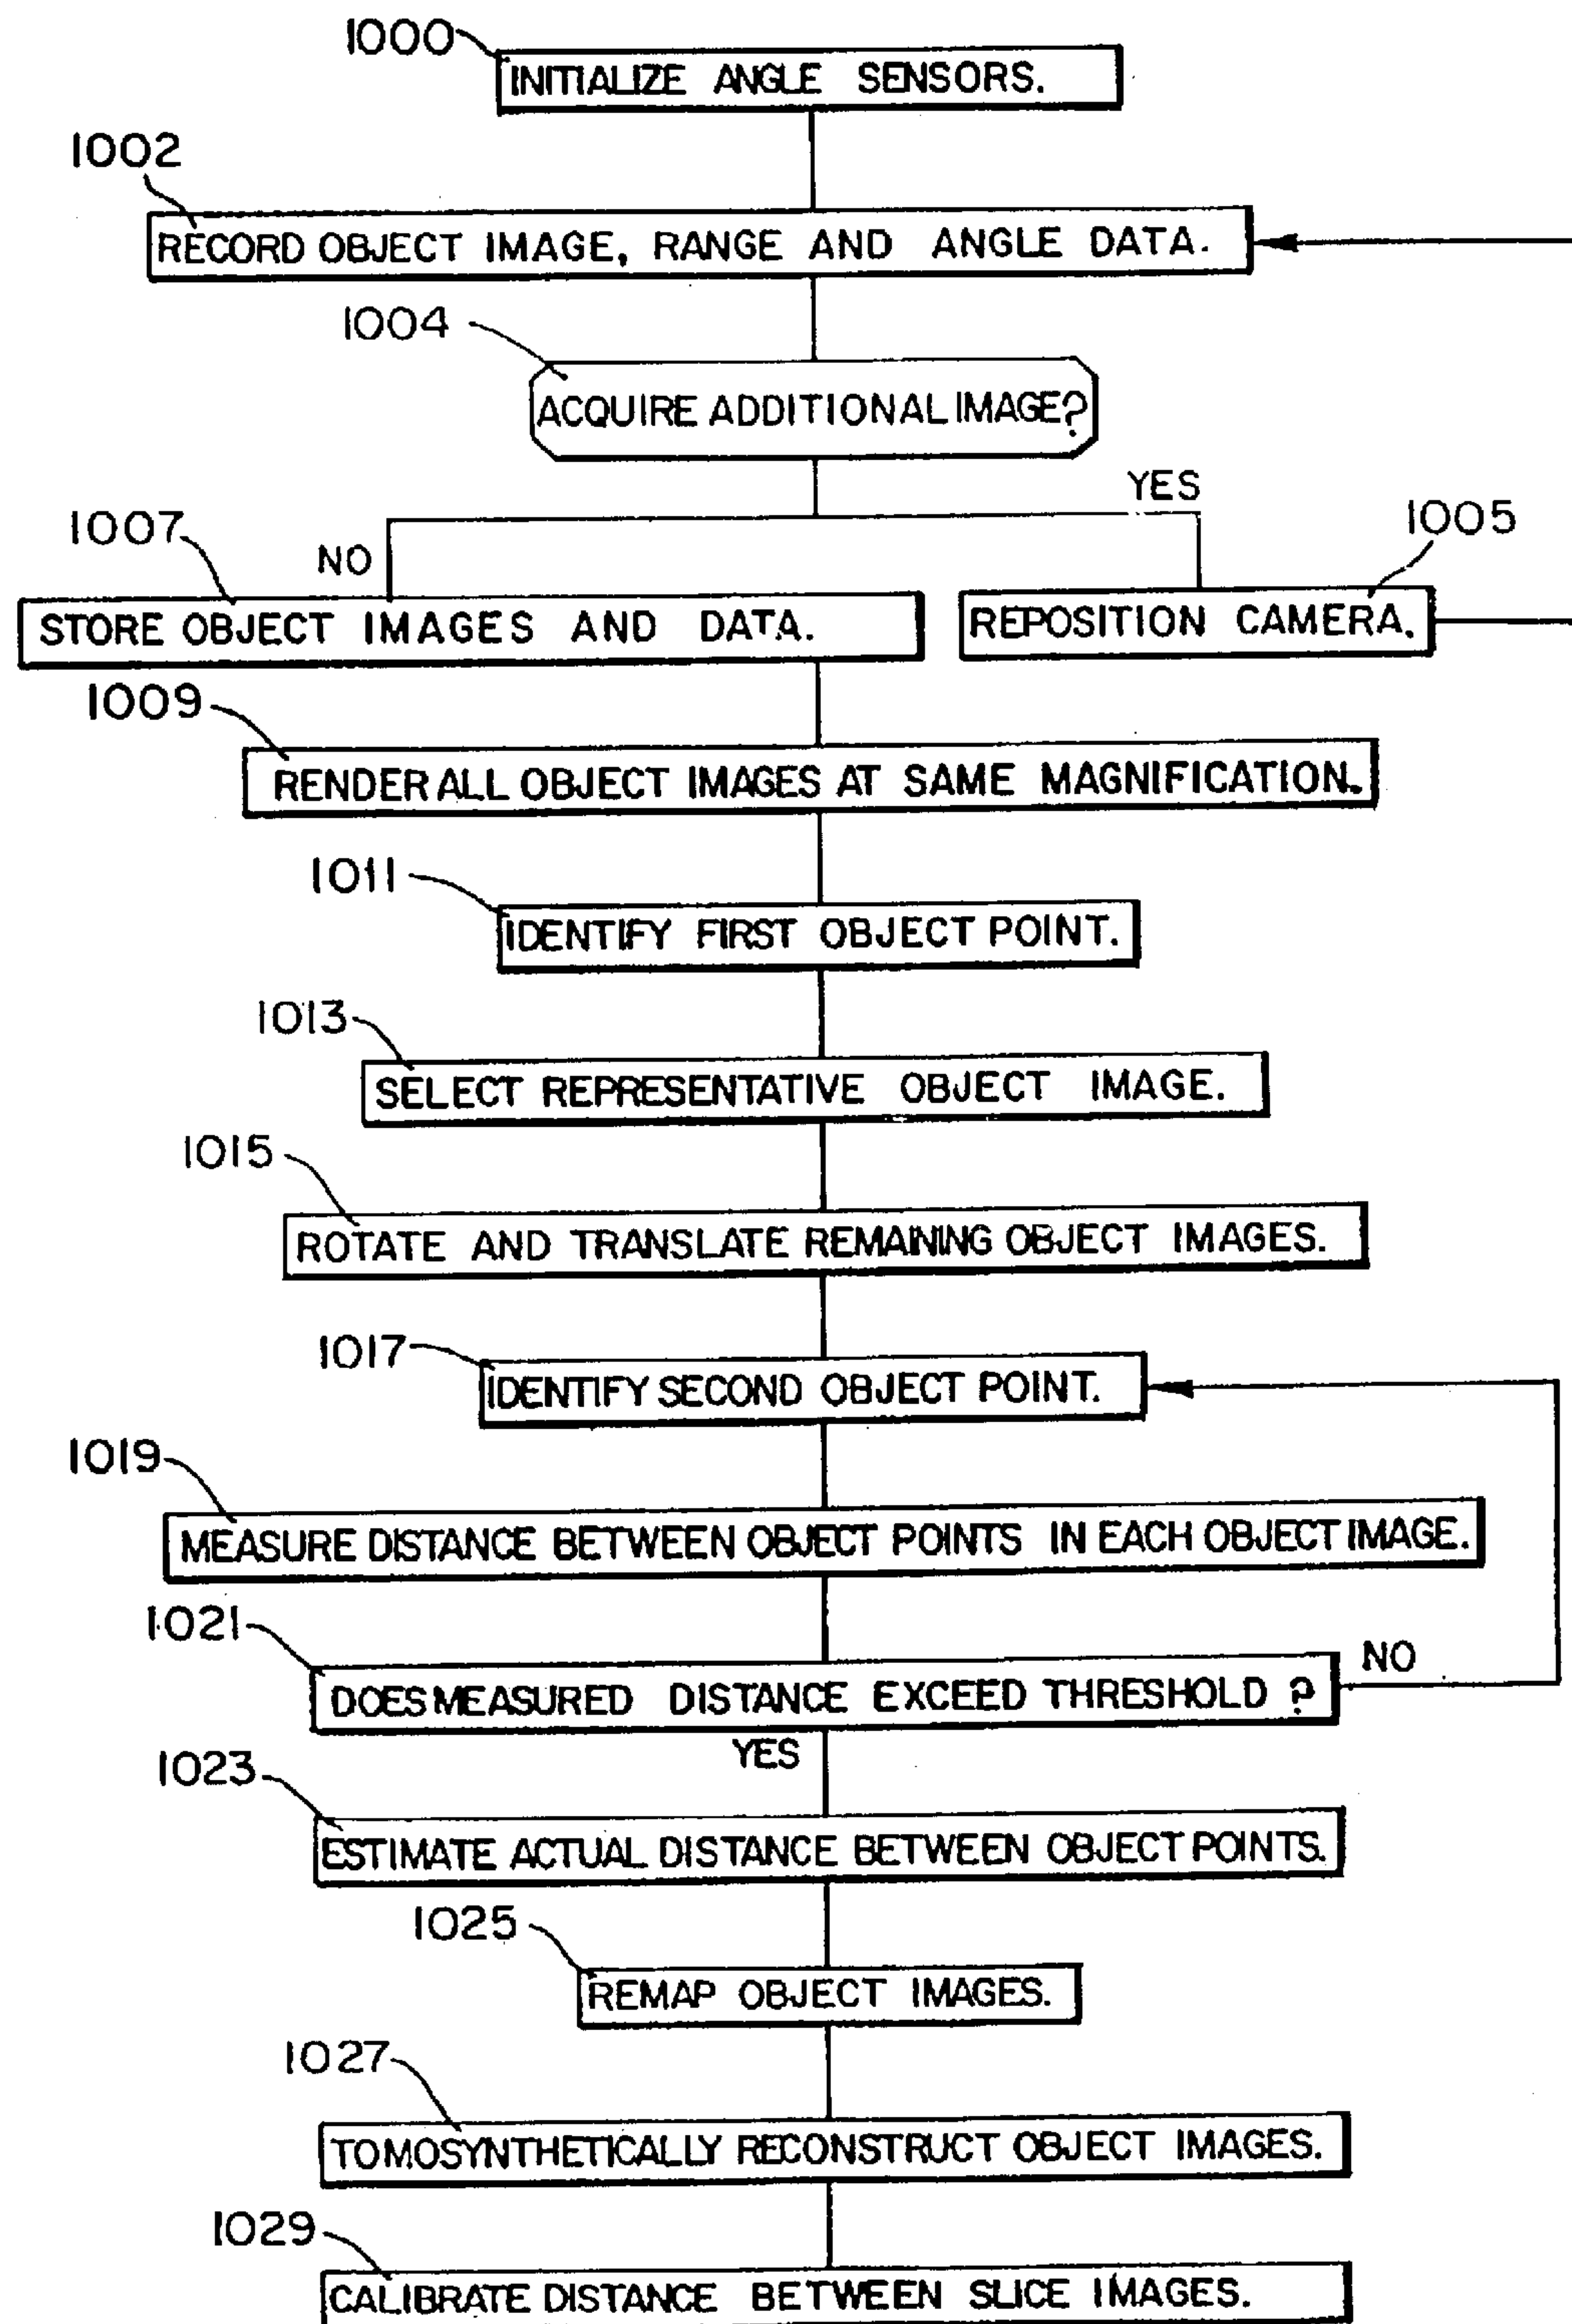 1000
INITIALIZE ANGLE SENSORS.
1002
RECORD OBJECT IMAGE, RANGE AND ANGLE DATA.
1004
ACQUIRE ADDITIONAL IMAGE?
YES
1007
NO
1005
STORE OBJECT IMAGES AND DATA.
REPOSITION CAMERA.
1009
RENDER ALL OBJECT IMAGES AT SAME MAGNIFICATION.
1011
IDENTIFY FIRST OBJECT POINT.
1013
SELECT REPRESENTATIVE OBJECT IMAGE.
1015
ROTATE AND TRANSLATE REMAINING OBJECT IMAGES.
1017
IDENTIFY SECOND OBJECT POINT.
1019
MEASURE DISTANCE BETWEEN OBJECT POINTS IN EACH OBJECT IMAGE.
1021
NO
DOES MEASURED DISTANCE EXCEED THRESHOLD ?
YES
1023
ESTIMATE ACTUAL DISTANCE BETWEEN OBJECT POINTS.
1025
REMAP OBJECT IMAGES.
1027
TOMOSYNTHETICALLY RECONSTRUCT OBJECT IMAGES.
1029
CALIBRATE DISTANCE BETWEEN SLICE IMAGES.